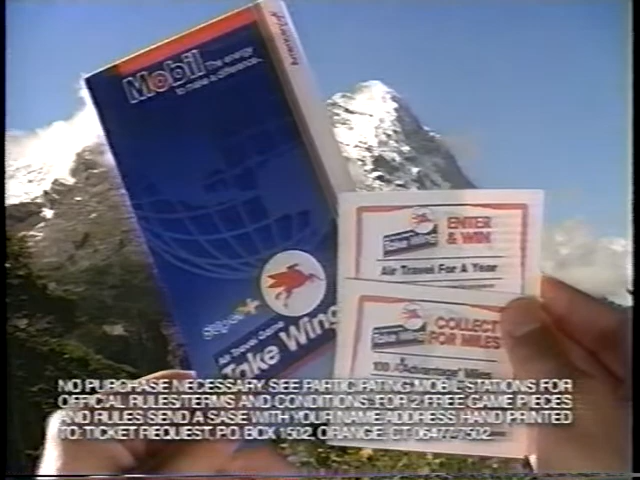 Mobil The energy
to make a difference...
Air Travel Game
Take Wing
Take Wing
ENTER
& WIN
Air Travel For A Year
Take Wing
COLLECT
FOR MILES
NO PURCHASE NECESSARY. SEE PARTICIPATING MOBIL STATIONS FOR
OFFICIAL RULES/TERMS AND CONDITIONS. FOR 2 FREE GAME PIECES
AND RULES SEND A SASE WITH YOUR NAME, ADDRESS HAND PRINTED
TO: TICKET REQUEST, P.O. BOX 1502, ORANGE, CT 06477-7502.